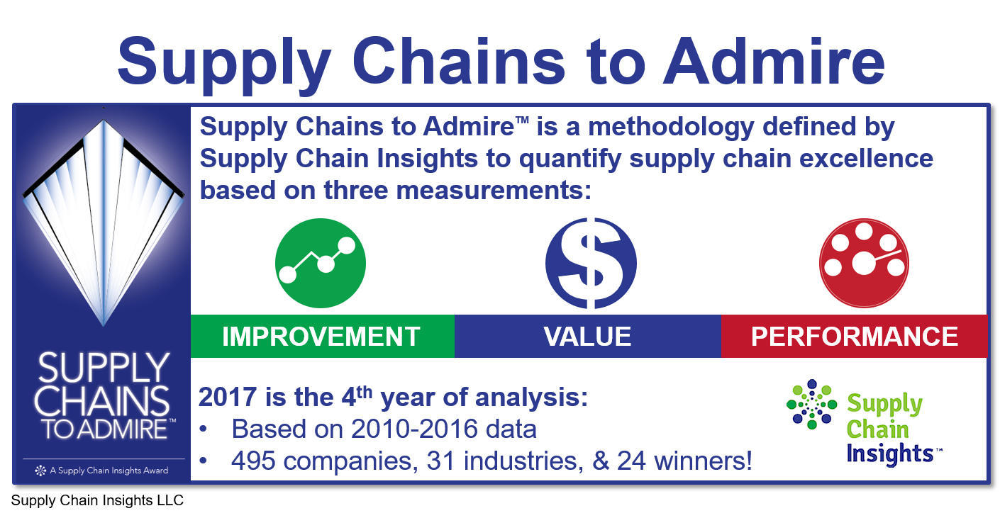 Supply Chains to Admire
Supply Chains to Admire™ is a methodology defined by
Supply Chain Insights to quantify supply chain excellence
based on three measurements:
IMPROVEMENT
VALUE
PERFORMANCE
SUPPLY
CHAINS
TO ADMIRE™
A Supply Chain Insights Award
2017 is the 4th year of analysis:
• Based on 2010-2016 data
• 495 companies, 31 industries, & 24 winners!
Supply
Chain
Insights™
Supply Chain Insights LLC